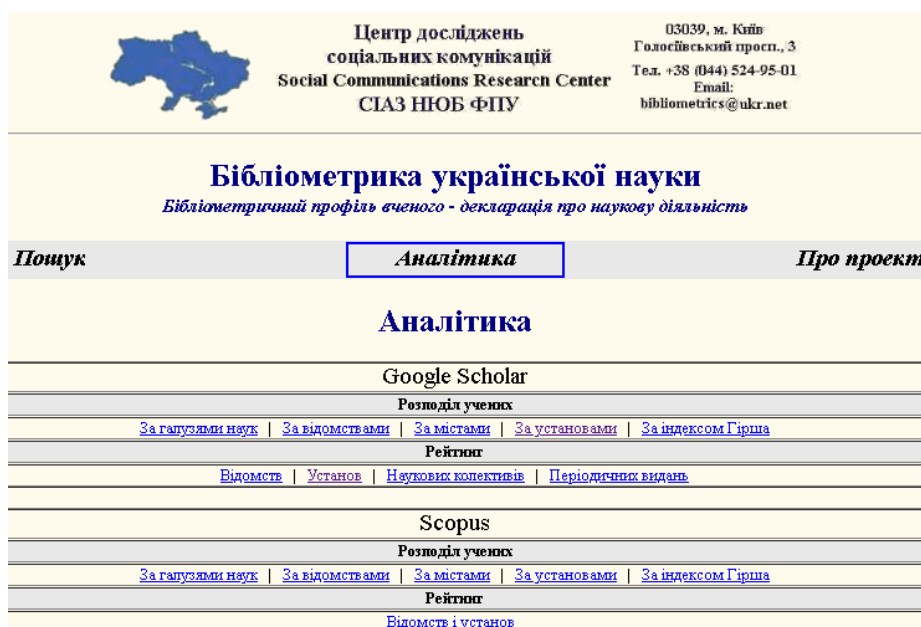 Центр досліджень
соціальних комунікацій
Social Communications Research Center
СІАЗ НЮБ ФПУ
03039, м. Київ
Голосіївський просп., 3
Тел. +38 (044) 524-95-01
Email:
bibliometrics@ukr.net
Бібліометрика української науки
Бібліометричний профіль вченого - декларація про наукову діяльність
Пошук Аналітика Про проект
Аналітика
Google Scholar
Розподіл учених
За галузями наук | За відомствами | За містами | За установами | За індексом Гірша
Рейтинг
Відомств | Установ | Наукових колективів | Періодичних видань
Scopus
Розподіл учених
За галузями наук | За відомствами | За містами | За установами | За індексом Гірша
Рейтинг
Відомств і установ